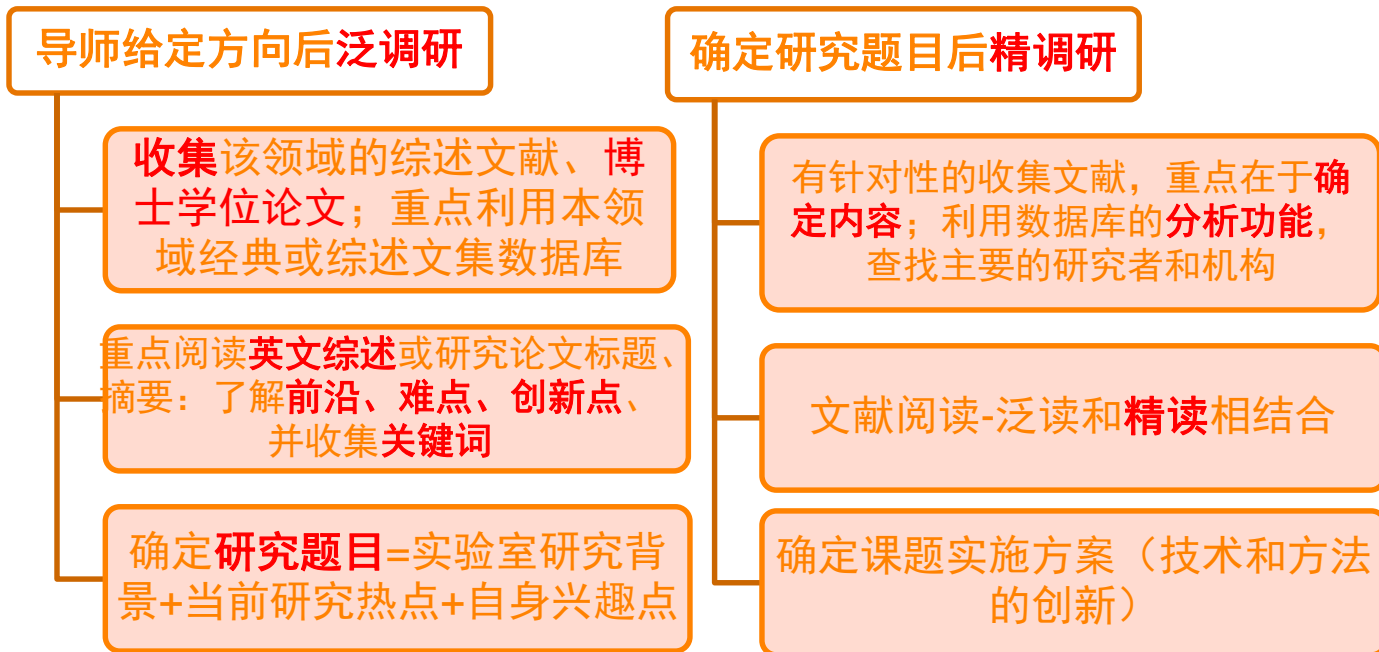 导师给定方向后泛调研
收集该领域的综述文献、博
士学位论文；重点利用本领
域经典或综述文集数据库
重点阅读英文综述或研究论文标题、
摘要：了解前沿、难点、创新点、
并收集关键词
确定研究题目=实验室研究背
景+当前研究热点+自身兴趣点
确定研究题目后精调研
有针对性的收集文献，重点在于确
定内容；利用数据库的分析功能，
查找主要的研究者和机构
文献阅读-泛读和精读相结合
确定课题实施方案（技术和方法
的创新）